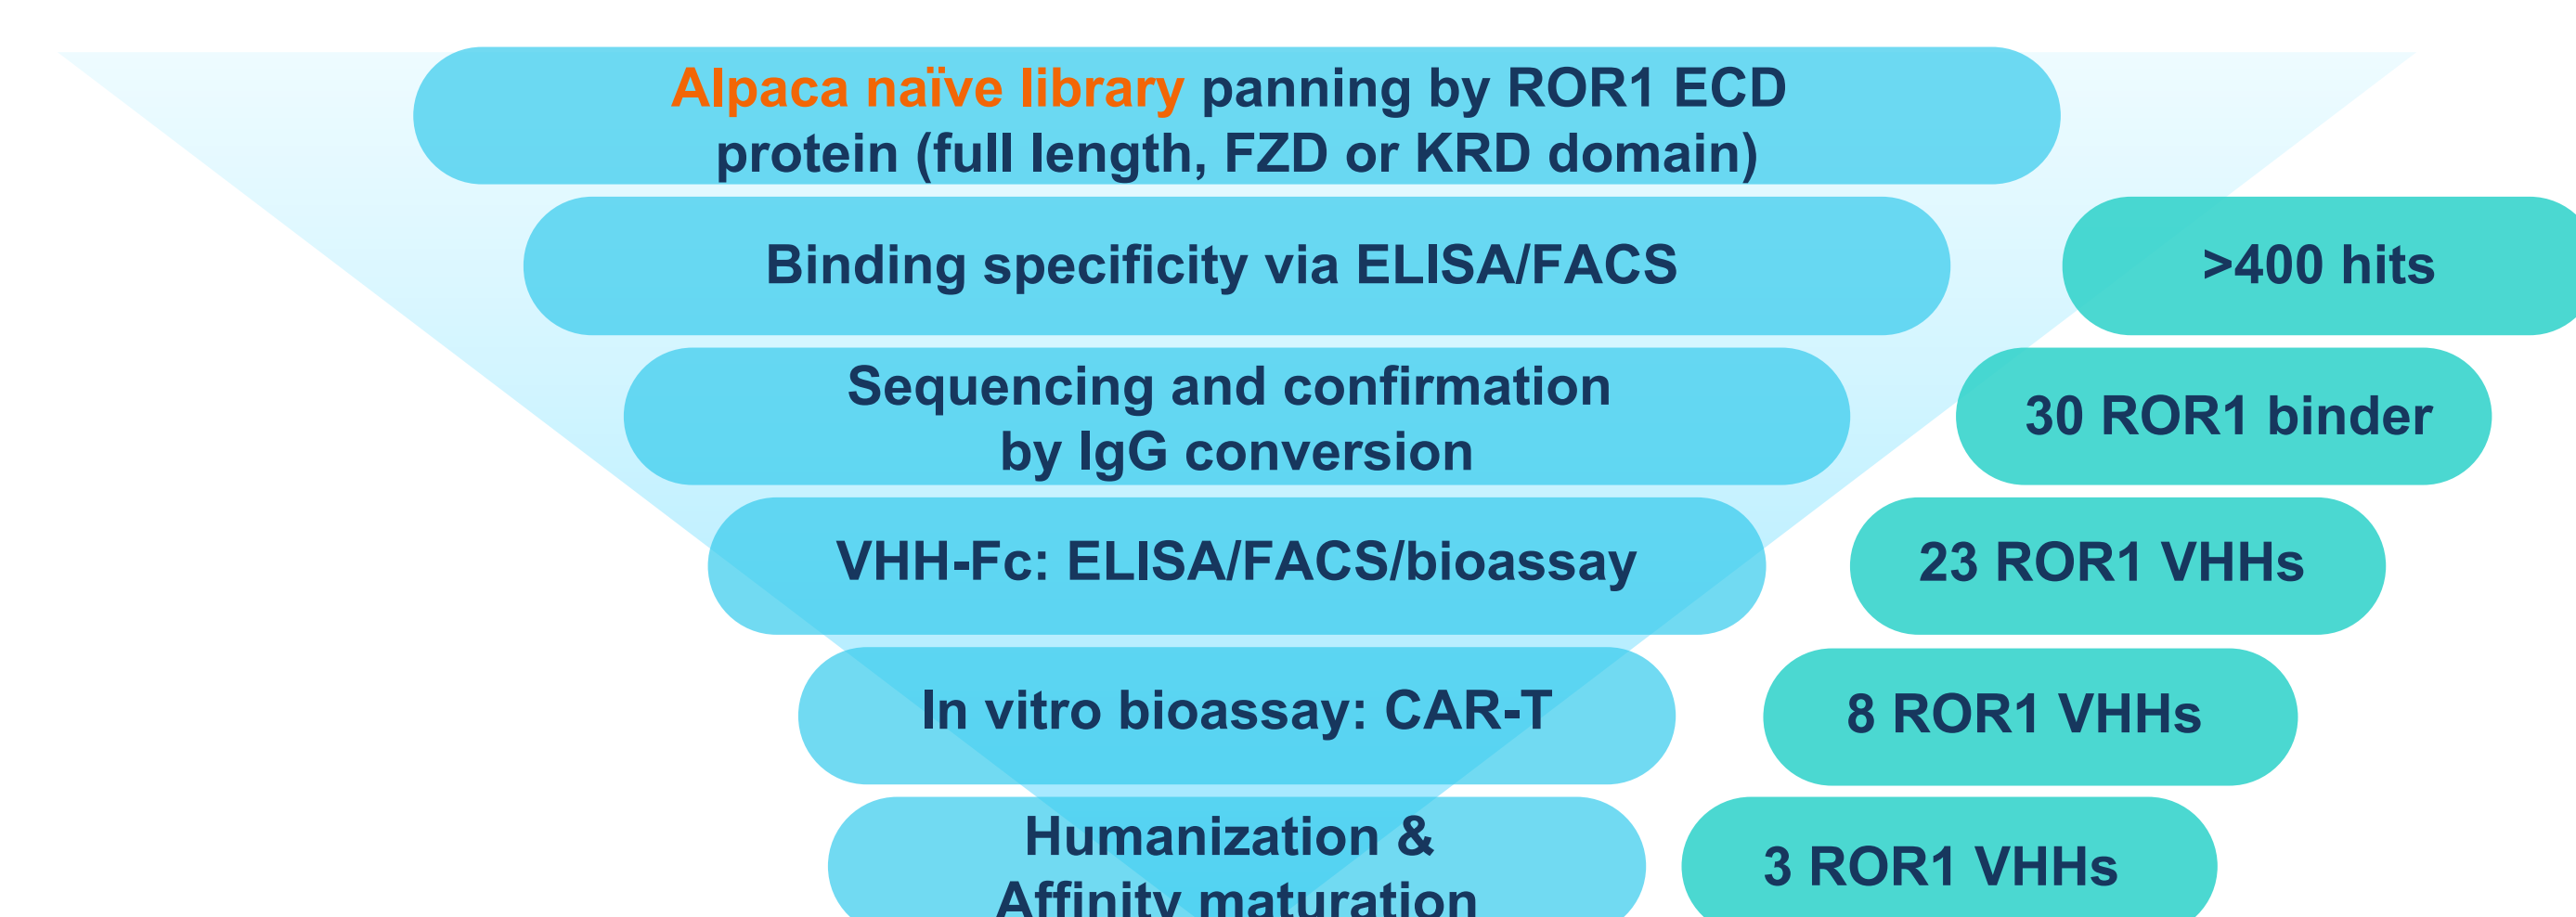 Alpaca naïve library panning by ROR1 ECD
protein (full length, FZD or KRD domain)
Binding specificity via ELISA/FACS
>400 hits
Sequencing and confirmation
by IgG conversion
30 ROR1 binder
VHH-Fc: ELISA/FACS/bioassay
23 ROR1 VHHs
In vitro bioassay: CAR-T
8 ROR1 VHHs
Humanization &
Affinity maturation
3 ROR1 VHHs